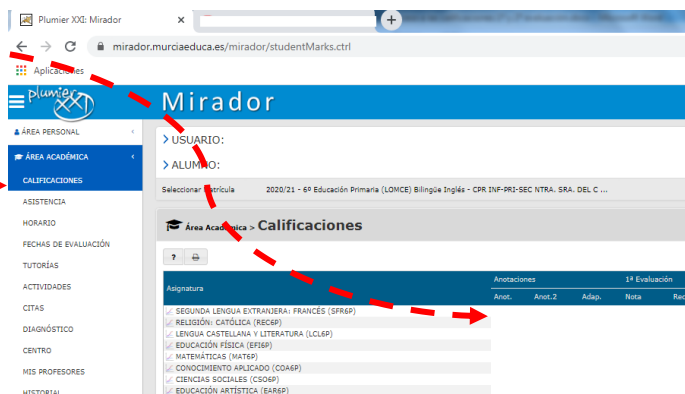 Plumier XXI: Mirador
mirador.murciaeduca.es/mirador/studentMarks.ctrl
Aplicaciones
plumier XXI
Mirador
ÁREA PERSONAL
ÁREA ACADÉMICA
CALIFICACIONES
ASISTENCIA
HORARIO
FECHAS DE EVALUACIÓN
TUTORÍAS
ACTIVIDADES
CITAS
DIAGNÓSTICO
CENTRO
MIS PROFESORES
HISTORIAL
USUARIO:
ALUMNO:
Seleccionar Matrícula 2020/21 - 6º Educación Primaria (LOMCE) Bilingüe Inglés - CPR INF-PRI-SEC NTRA. SRA. DEL C ...
Área Académica > Calificaciones
?
Asignatura
Anotaciones 1ª Evaluación
Anot. Anot.2 Adap. Nota Rec
SEGUNDA LENGUA EXTRANJERA: FRANCÉS (SFR6P)
RELIGIÓN: CATÓLICA (REC6P)
LENGUA CASTELLANA Y LITERATURA (LCL6P)
EDUCACIÓN FÍSICA (EFI6P)
MATEMÁTICAS (MAT6P)
CONOCIMIENTO APLICADO (COA6P)
CIENCIAS SOCIALES (CSO6P)
EDUCACIÓN ARTÍSTICA (EAR6P)